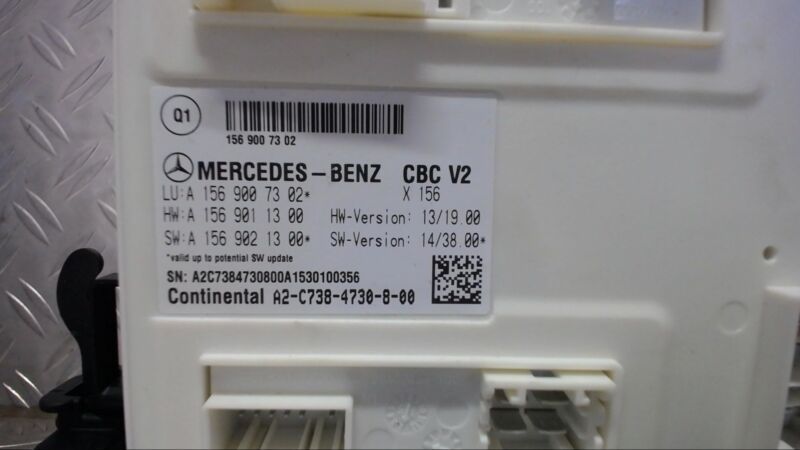 Q1
156 900 73 02
MERCEDES-BENZ CBC V2
LU:A 156 900 73 02* X 156
HW:A 156 901 13 00 HW-Version: 13/19.00
SW:A 156 902 13 00* SW-Version: 14/38.00*
*valid up to potential SW update
SN: A2C7384730800A1530100356
Continental A2-C738-4730-8-00